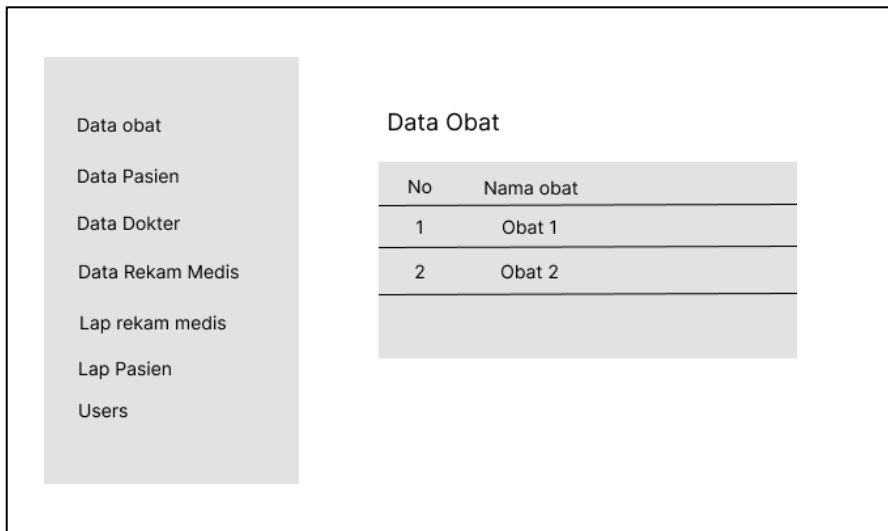 Data obat
Data Pasien
Data Dokter
Data Rekam Medis
Lap rekam medis
Lap Pasien
Users
Data Obat
No Nama obat
1 Obat 1
2 Obat 2